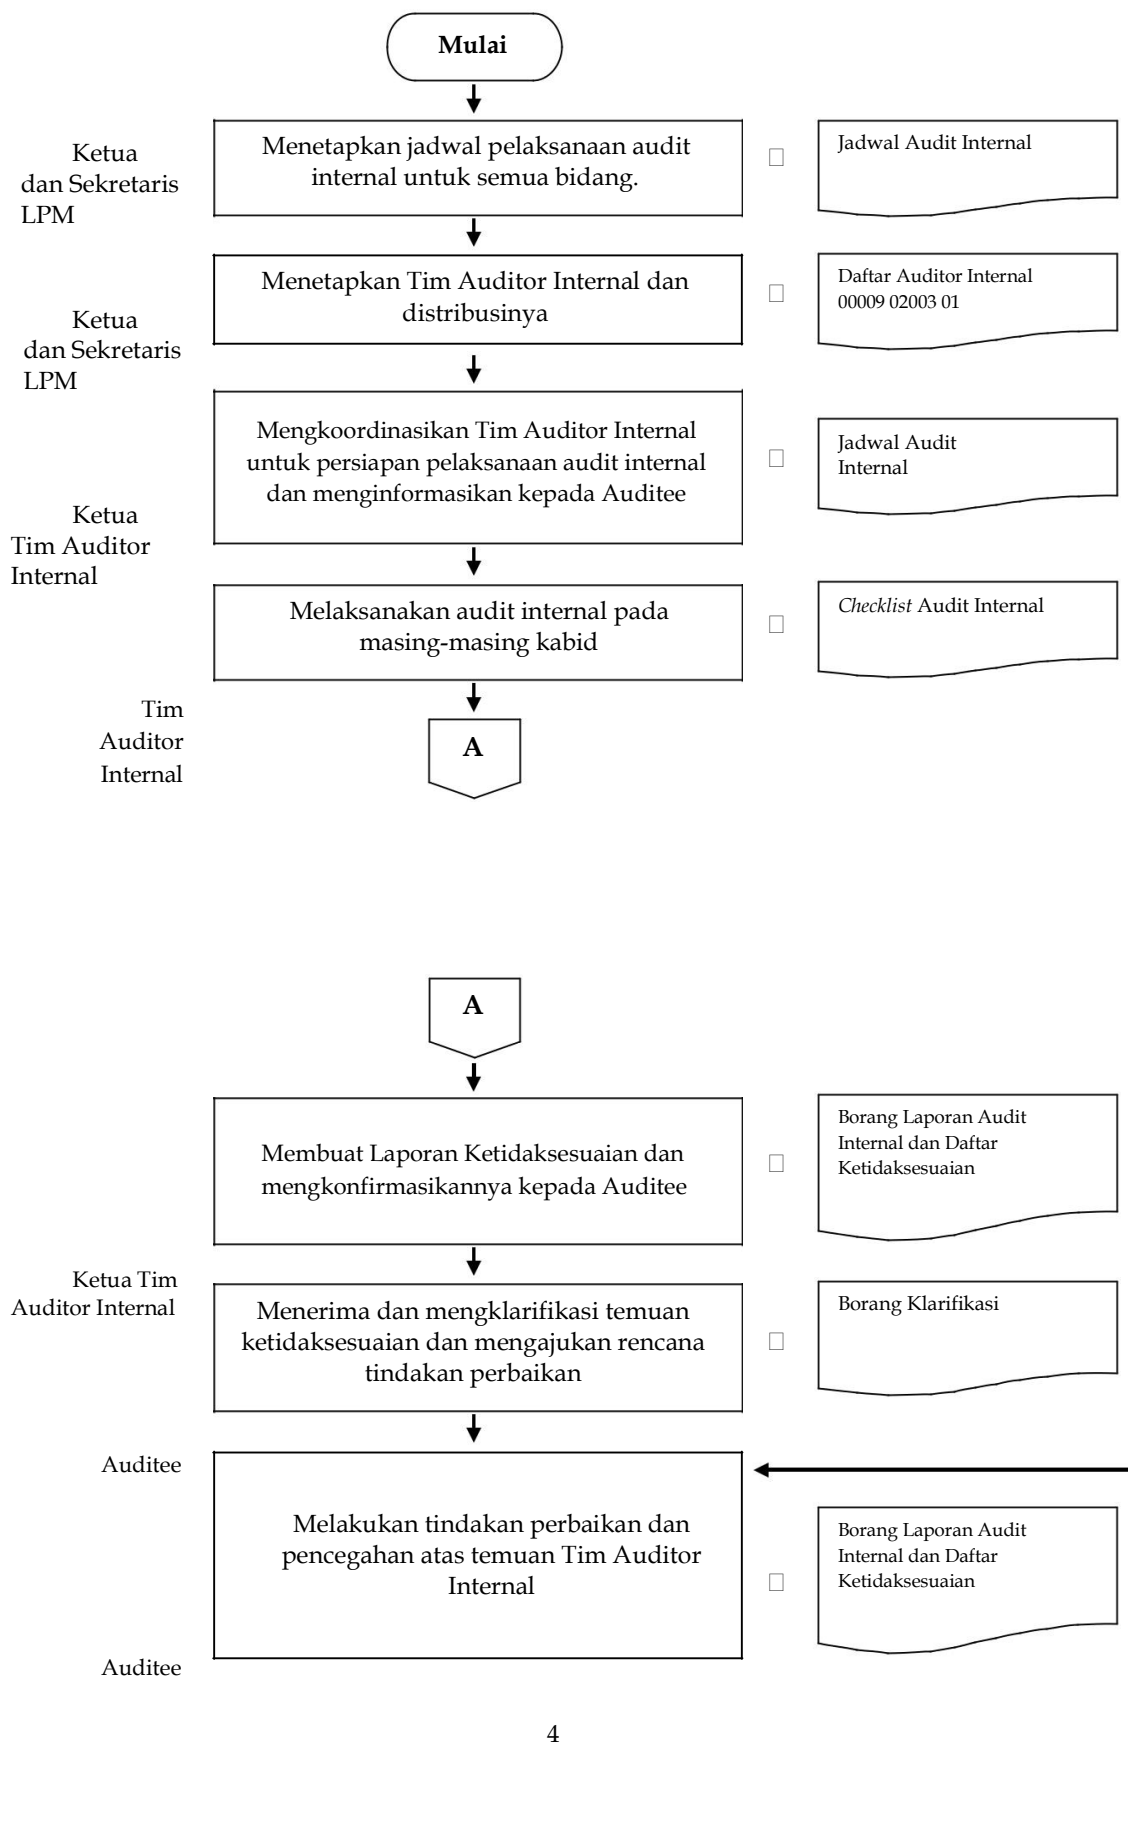 Mulai
Ketua
dan Sekretaris
LPM
Menetapkan jadwal pelaksanaan audit
internal untuk semua bidang.
Jadwal Audit Internal
Ketua
dan Sekretaris
LPM
Menetapkan Tim Auditor Internal dan
distribusinya
Daftar Auditor Internal
00009 02003 01
Ketua
Tim Auditor
Internal
Mengkoordinasikan Tim Auditor Internal
untuk persiapan pelaksanaan audit internal
dan menginformasikan kepada Auditee
Jadwal Audit
Internal
Tim
Auditor
Internal
Melaksanakan audit internal pada
masing-masing kabid
Checklist Audit Internal
A
A
Ketua Tim
Auditor Internal
Membuat Laporan Ketidaksesuaian dan
mengkonfirmasikannya kepada Auditee
Borang Laporan Audit
Internal dan Daftar
Ketidaksesuaian
Auditee
Menerima dan mengklarifikasi temuan
ketidaksesuaian dan mengajukan rencana
tindakan perbaikan
Borang Klarifikasi
Auditee
Melakukan tindakan perbaikan dan
pencegahan atas temuan Tim Auditor
Internal
Borang Laporan Audit
Internal dan Daftar
Ketidaksesuaian
4